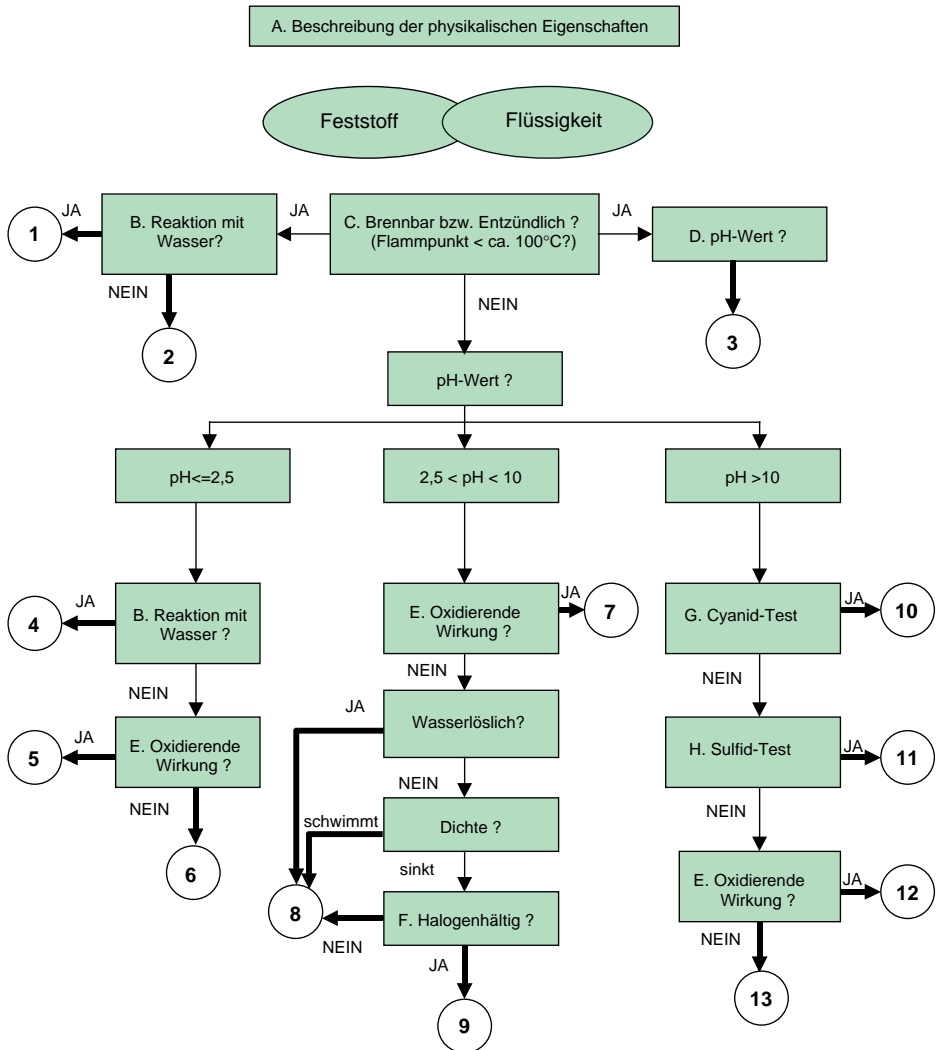 A. Beschreibung der physikalischen Eigenschaften
Feststoff
Flüssigkeit
1
JA
B. Reaktion mit
Wasser?
JA
C. Brennbar bzw. Entzündlich ?
(Flammpunkt < ca. 100°C?)
JA
D. pH-Wert ?
NEIN
NEIN
2
3
pH-Wert ?
pH<=2,5
2,5 < pH < 10
pH >10
4
JA
B. Reaktion mit
Wasser ?
E. Oxidierende
Wirkung ?
JA
7
G. Cyanid-Test
JA
10
NEIN
NEIN
NEIN
5
JA
E. Oxidierende
Wirkung ?
JA
Wasserlöslich?
H. Sulfid-Test
JA
11
NEIN
NEIN
NEIN
6
schwimmt
Dichte ?
sinkt
E. Oxidierende
Wirkung ?
JA
12
8
F. Halogenhältig ?
NEIN
JA
NEIN
9
13